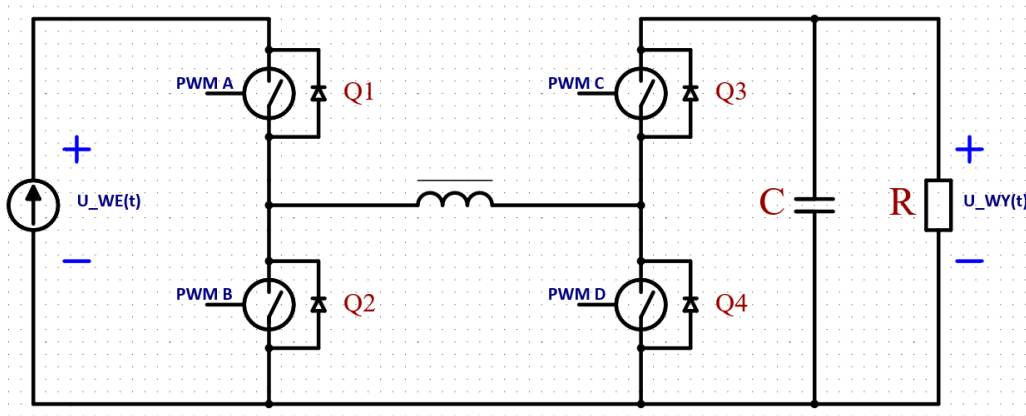 PWM A
Q1
PWM C
Q3
+
U_WE(t)
−
C
R
+
U_WY(t)
−
PWM B
Q2
PWM D
Q4